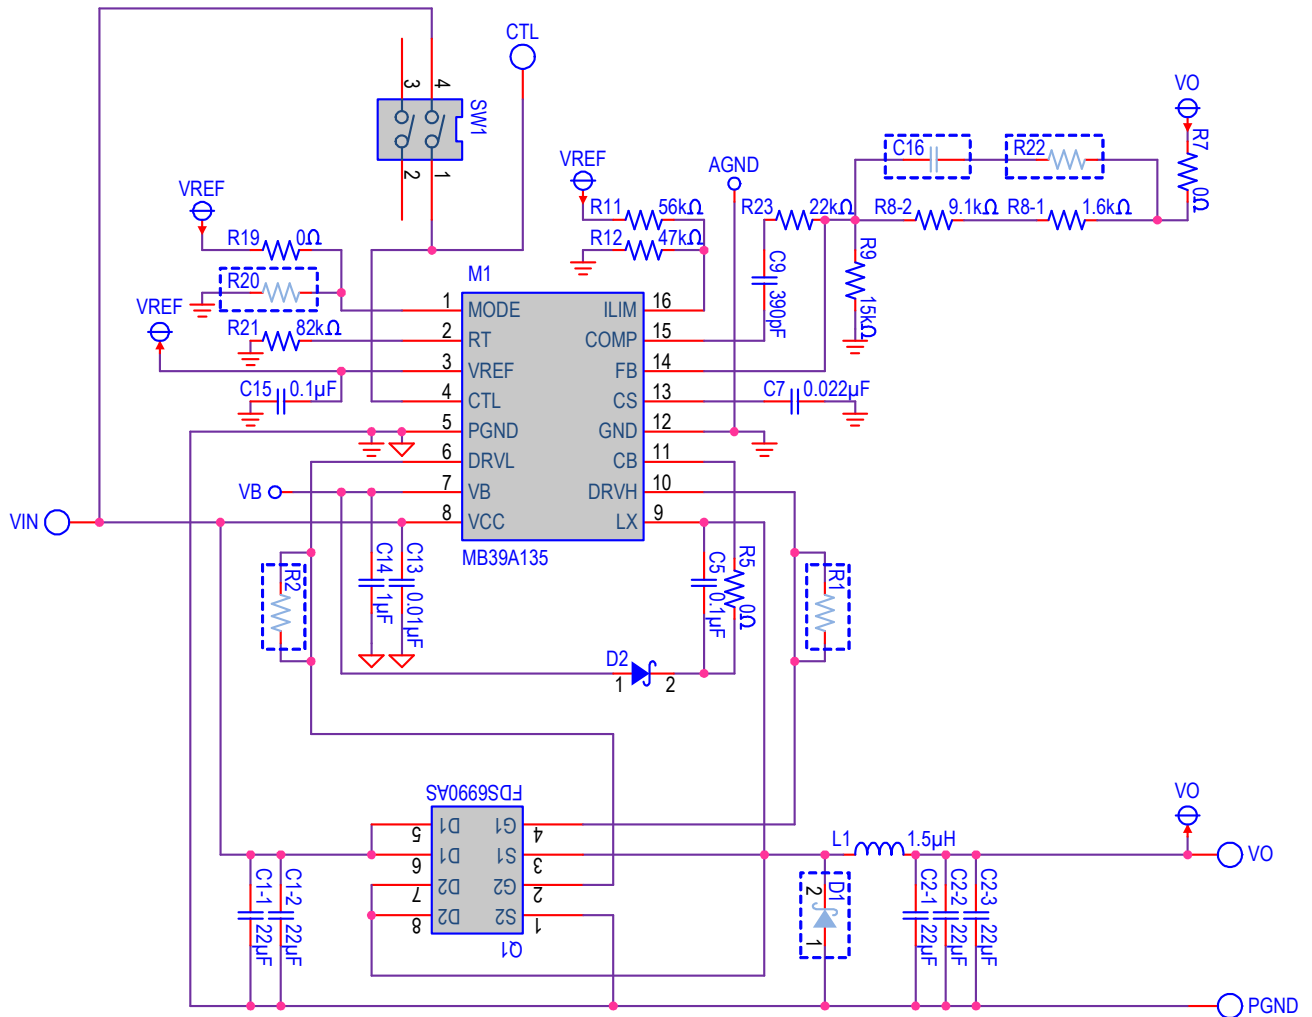 CTL
3
4
SW1
2
1
VO
R7
0Ω
C16
R22
AGND
VREF
R11
56kΩ
R12
47kΩ
R23
22kΩ
R8-2
9.1kΩ
R8-1
1.6kΩ
R9
15kΩ
C9
390pF
VREF
R19
0Ω
R20
VREF
R21
82kΩ
C15
0.1µF
M1
1
MODE
ILIM
16
2
RT
COMP
15
3
VREF
FB
14
4
CTL
CS
13
5
PGND
GND
12
6
DRVL
CB
11
7
VB
DRVH
10
8
VCC
LX
9
MB39A135
C7
0.022µF
VB
VIN
R2
C14
1µF
C13
0.01µF
C5
0.1µF
R5
0Ω
R1
D2
1
2
FDS6990AS
5
D1
G1
4
6
D1
S1
3
7
D2
G2
2
8
D2
S2
1
Q1
C1-1
22µF
C1-2
22µF
L1
1.5µH
D1
2
1
C2-1
22µF
C2-2
22µF
C2-3
22µF
VO
VO
PGND